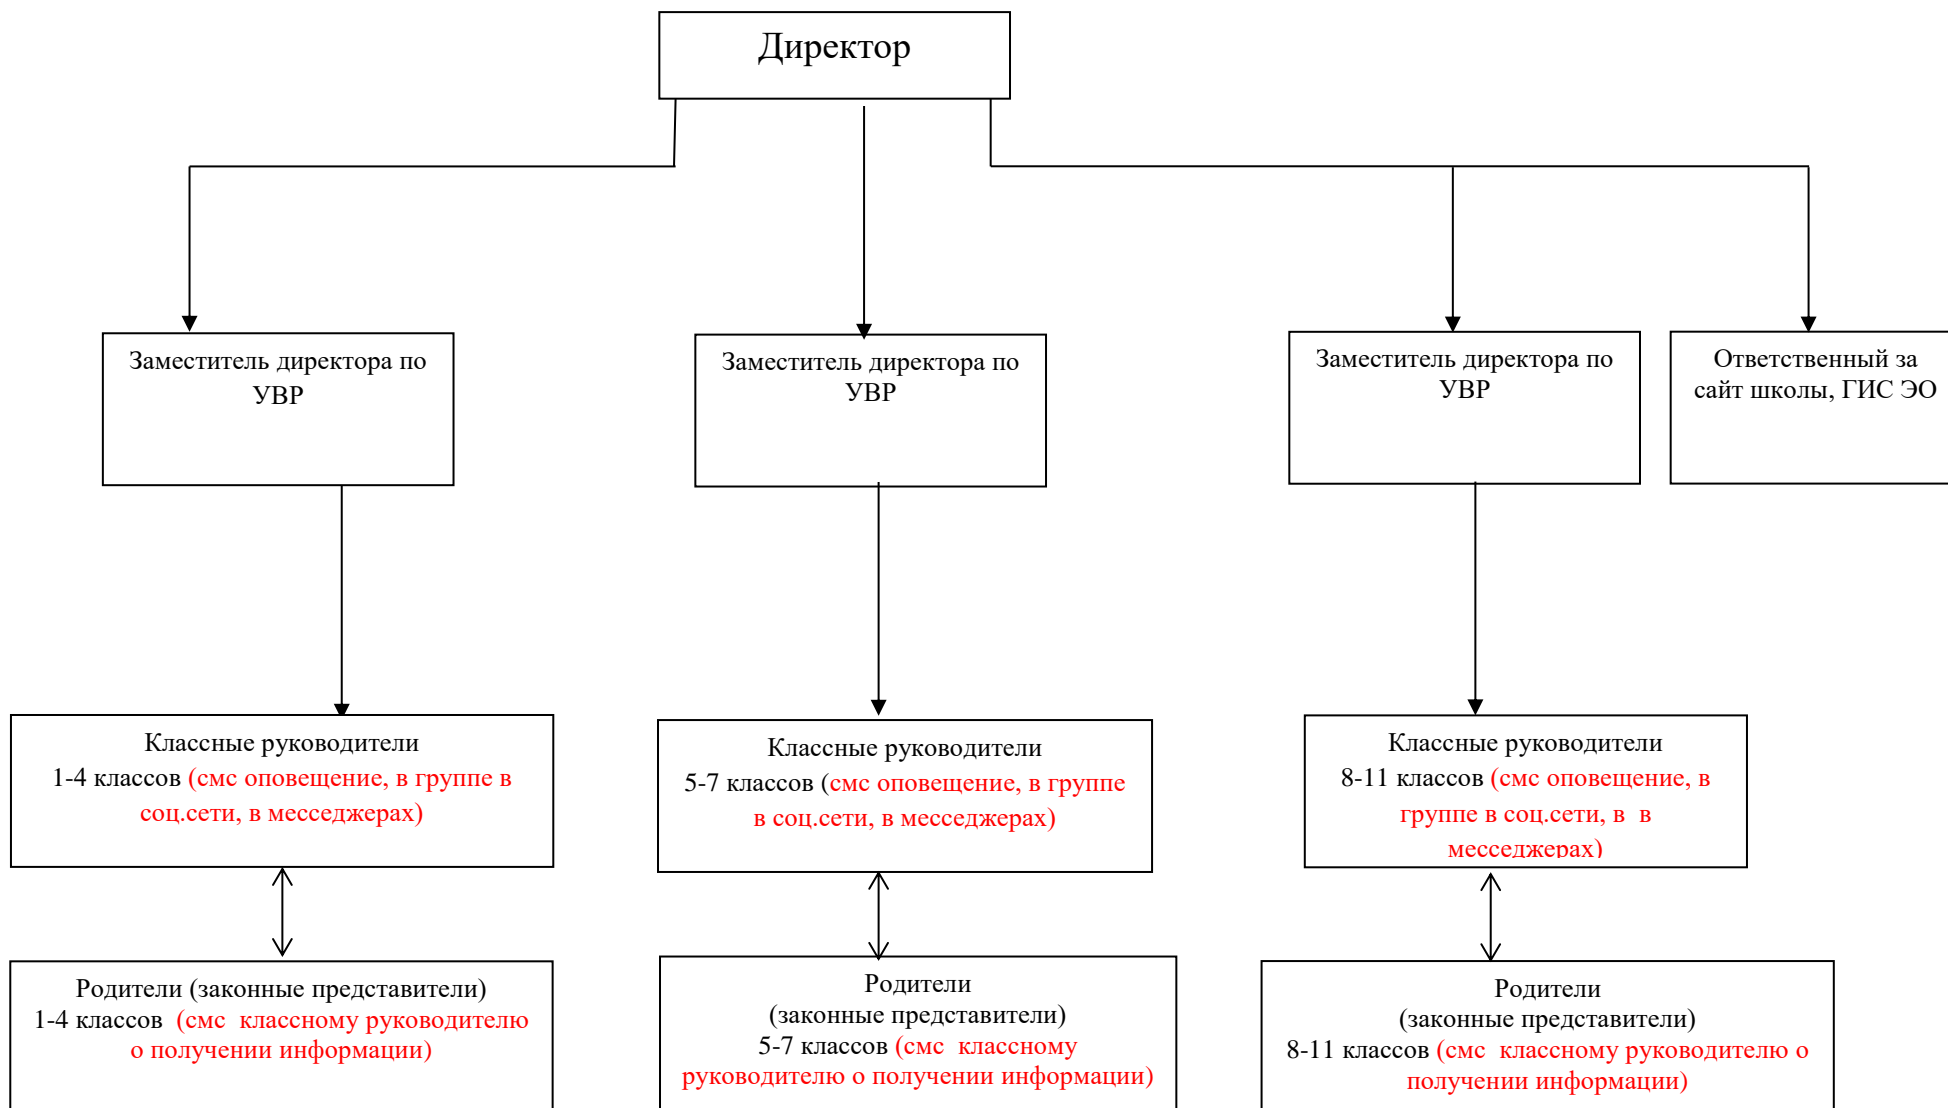 Директор
Заместитель директора по
УВР
Заместитель директора по
УВР
Заместитель директора по
УВР
Ответственный за
сайт школы, ГИС ЭО
Классные руководители
1-4 классов (смс оповещение, в группе в
соц.сети, в месседжерах)
Классные руководители
5-7 классов (смс оповещение, в группе
в соц.сети, в месседжерах)
Классные руководители
8-11 классов (смс оповещение, в
группе в соц.сети, в  в
месседжерах)
Родители (законные представители)
1-4 классов  (смс  классному руководителю
о получении информации)
Родители
(законные представители)
5-7 классов (смс  классному
руководителю о получении информации)
Родители
(законные представители)
8-11 классов (смс  классному руководителю о
получении информации)